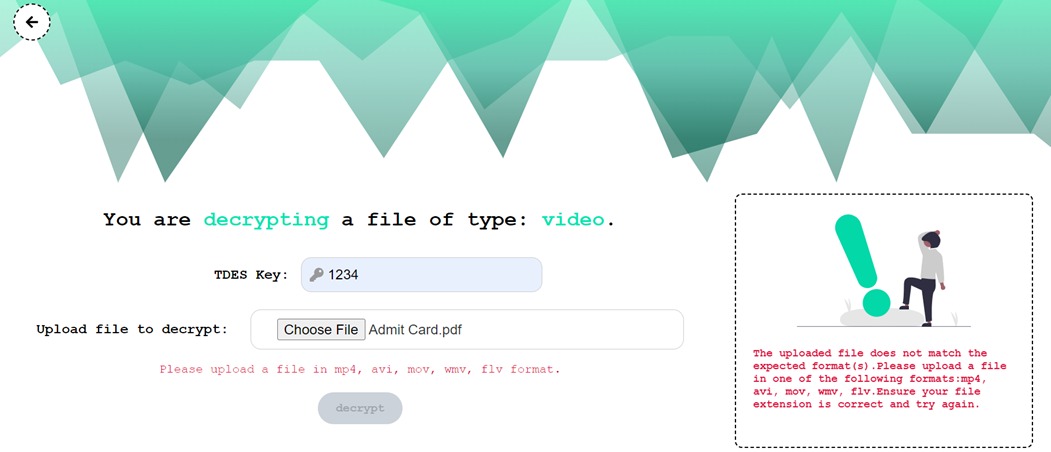 You are decrypting a file of type: video.
TDES Key: 1234
Upload file to decrypt: Choose File Admit Card.pdf
Please upload a file in mp4, avi, mov, wmv, flv format.
decrypt
The uploaded file does not match the
expected format(s).Please upload a file
in one of the following formats:mp4,
avi, mov, wmv, flv.Ensure your file
extension is correct and try again.